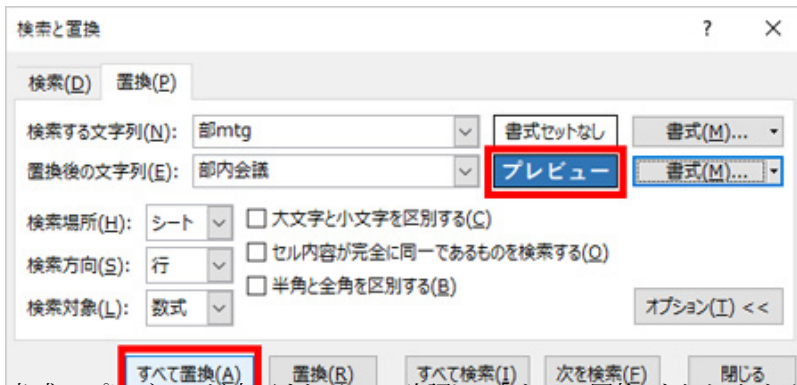 検索と置換 ? ×
検索(D) 置換(P)
検索する文字列(N): 部mtg 書式セットなし 書式(M)...
置換後の文字列(E): 部内会議 プレビュー 書式(M)...
検索場所(H): シート 大文字と小文字を区別する(C)
検索方向(S): 行 セル内容が完全に同一であるものを検索する(O)
検索対象(L): 数式 半角と全角を区別する(B)
オプション(T) <<
すべて置換(A) 置換(R) すべて検索(I) 次を検索(F) 閉じる